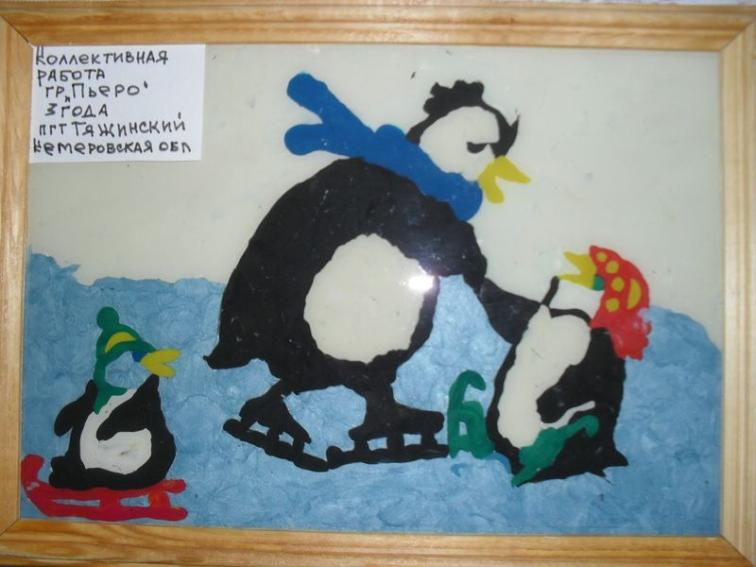 Коллективная
работа
гр. "Пьеро"
3 года
пгт Тяжинский
Кемеровская обл